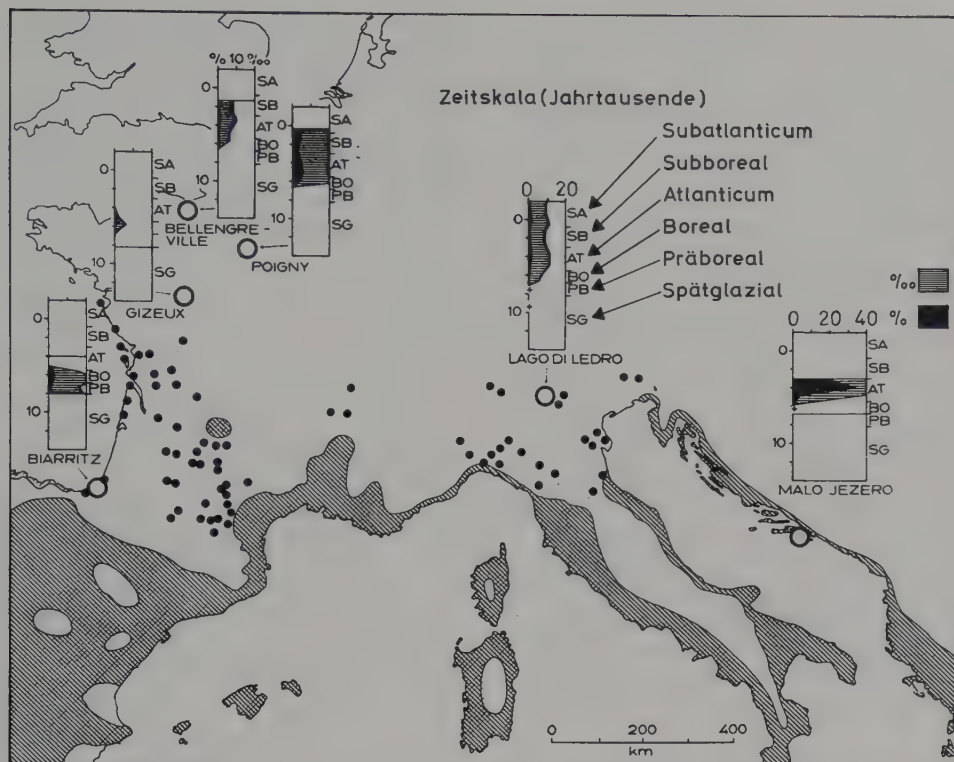 % 10 ‰
0
10
SA
SB
AT
BO
PB
SG
BELLENGRE-
VILLE
0
10
SA
SB
AT
BO
PB
SG
POIGNY
0
10
SA
SB
AT
SG
GIZEUX
0
10
SA
SB
AT
BO
PB
SG
BIARRITZ
Zeitskala (Jahrtausende)
0 20
0
10
SA
SB
AT
BO
PB
SG
Subatlanticum
Subboreal
Atlanticum
Boreal
Präboreal
Spätglazial
LAGO DI LEDRO
‰
%
0 20 40
0
10
SA
SB
AT
BO
PB
SG
MALO JEZERO
0 200 400
km